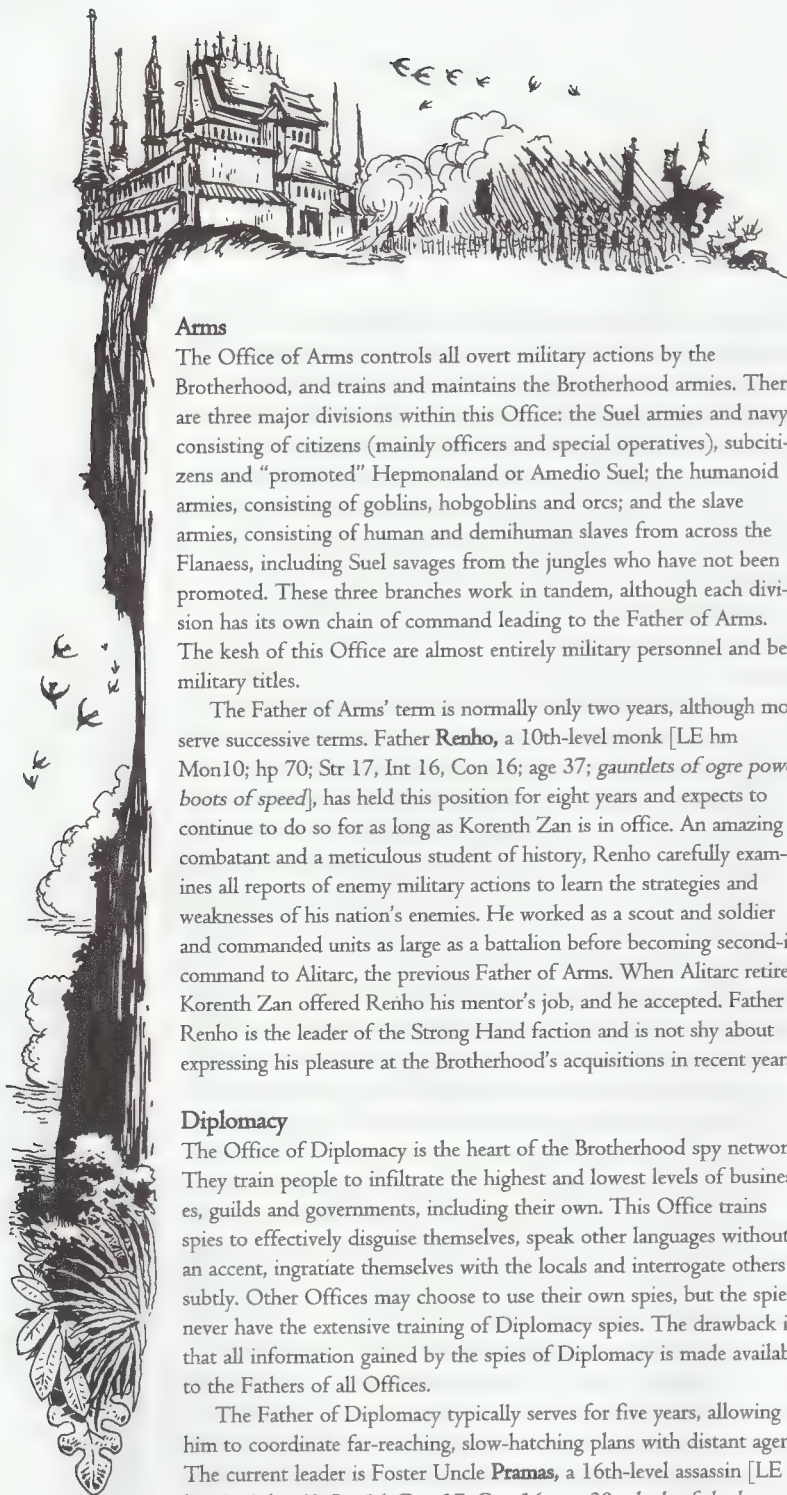 Arms
The Office of Arms controls all overt military actions by the
Brotherhood, and trains and maintains the Brotherhood armies. Ther
are three major divisions within this Office: the Suel armies and navy
consisting of citizens (mainly officers and special operatives), subciti-
zens and “promoted” Hepmonaland or Amedio Suel; the humanoid
armies, consisting of goblins, hobgoblins and orcs; and the slave
armies, consisting of human and demihuman slaves from across the
Flanaess, including Suel savages from the jungles who have not been
promoted. These three branches work in tandem, although each divi-
sion has its own chain of command leading to the Father of Arms.
The kesh of this Office are almost entirely military personnel and be
military titles.
The Father of Arms' term is normally only two years, although mo
serve successive terms. Father Renho, a 10th-level monk [LE hm
Mon10; hp 70; Str 17, Int 16, Con 16; age 37; gauntlets of ogre powe
boots of speed], has held this position for eight years and expects to
continue to do so for as long as Korenth Zan is in office. An amazing
combatant and a meticulous student of history, Renho carefully exam-
ines all reports of enemy military actions to learn the strategies and
weaknesses of his nation's enemies. He worked as a scout and soldier
and commanded units as large as a battalion before becoming second-i
command to Alitarc, the previous Father of Arms. When Alitarc retire
Korenth Zan offered Renho his mentor's job, and he accepted. Father
Renho is the leader of the Strong Hand faction and is not shy about
expressing his pleasure at the Brotherhood's acquisitions in recent year
Diplomacy
The Office of Diplomacy is the heart of the Brotherhood spy networ
They train people to infiltrate the highest and lowest levels of busines
es, guilds and governments, including their own. This Office trains
spies to effectively disguise themselves, speak other languages without
an accent, ingratiate themselves with the locals and interrogate others
subtly. Other Offices may choose to use their own spies, but the spie
never have the extensive training of Diplomacy spies. The drawback i
that all information gained by the spies of Diplomacy is made availab
to the Fathers of all Offices.
The Father of Diplomacy typically serves for five years, allowing
him to coordinate far-reaching, slow-hatching plans with distant agen
The current leader is Foster Uncle Pramas, a 16th-level assassin [LE